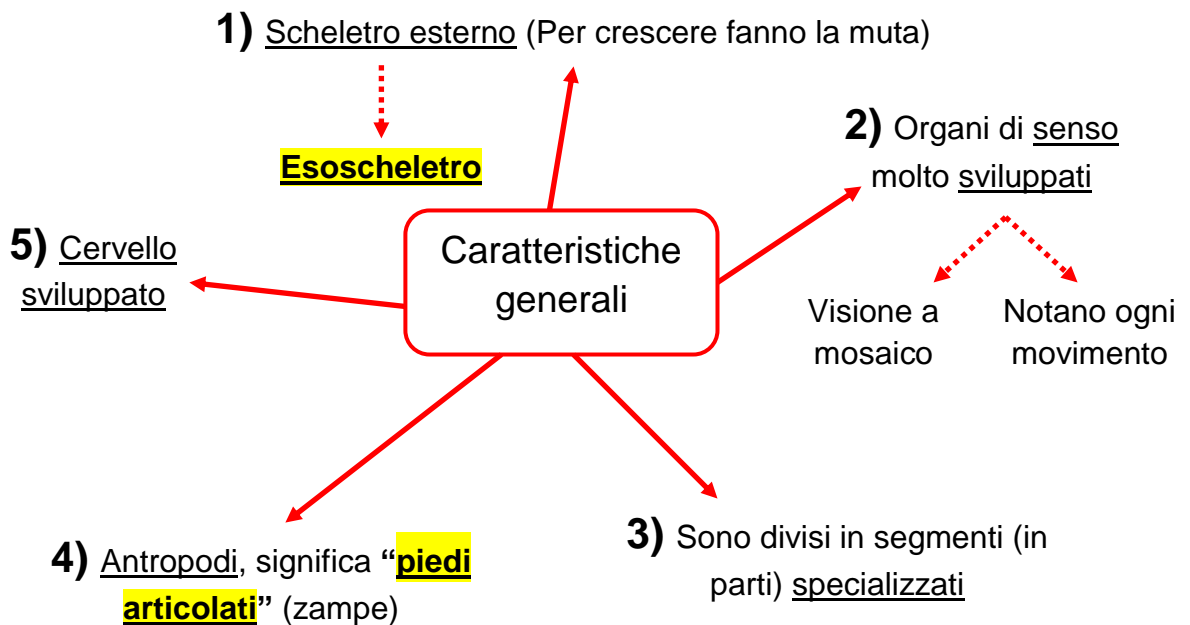 1) Scheletro esterno (Per crescere fanno la muta)
Esoscheletro
2) Organi di senso
molto sviluppati
Visione a
mosaico
Notano ogni
movimento
Caratteristiche
generali
5) Cervello
sviluppato
3) Sono divisi in segmenti (in
parti) specializzati
4) Antropodi, significa “piedi
articolati” (zampe)